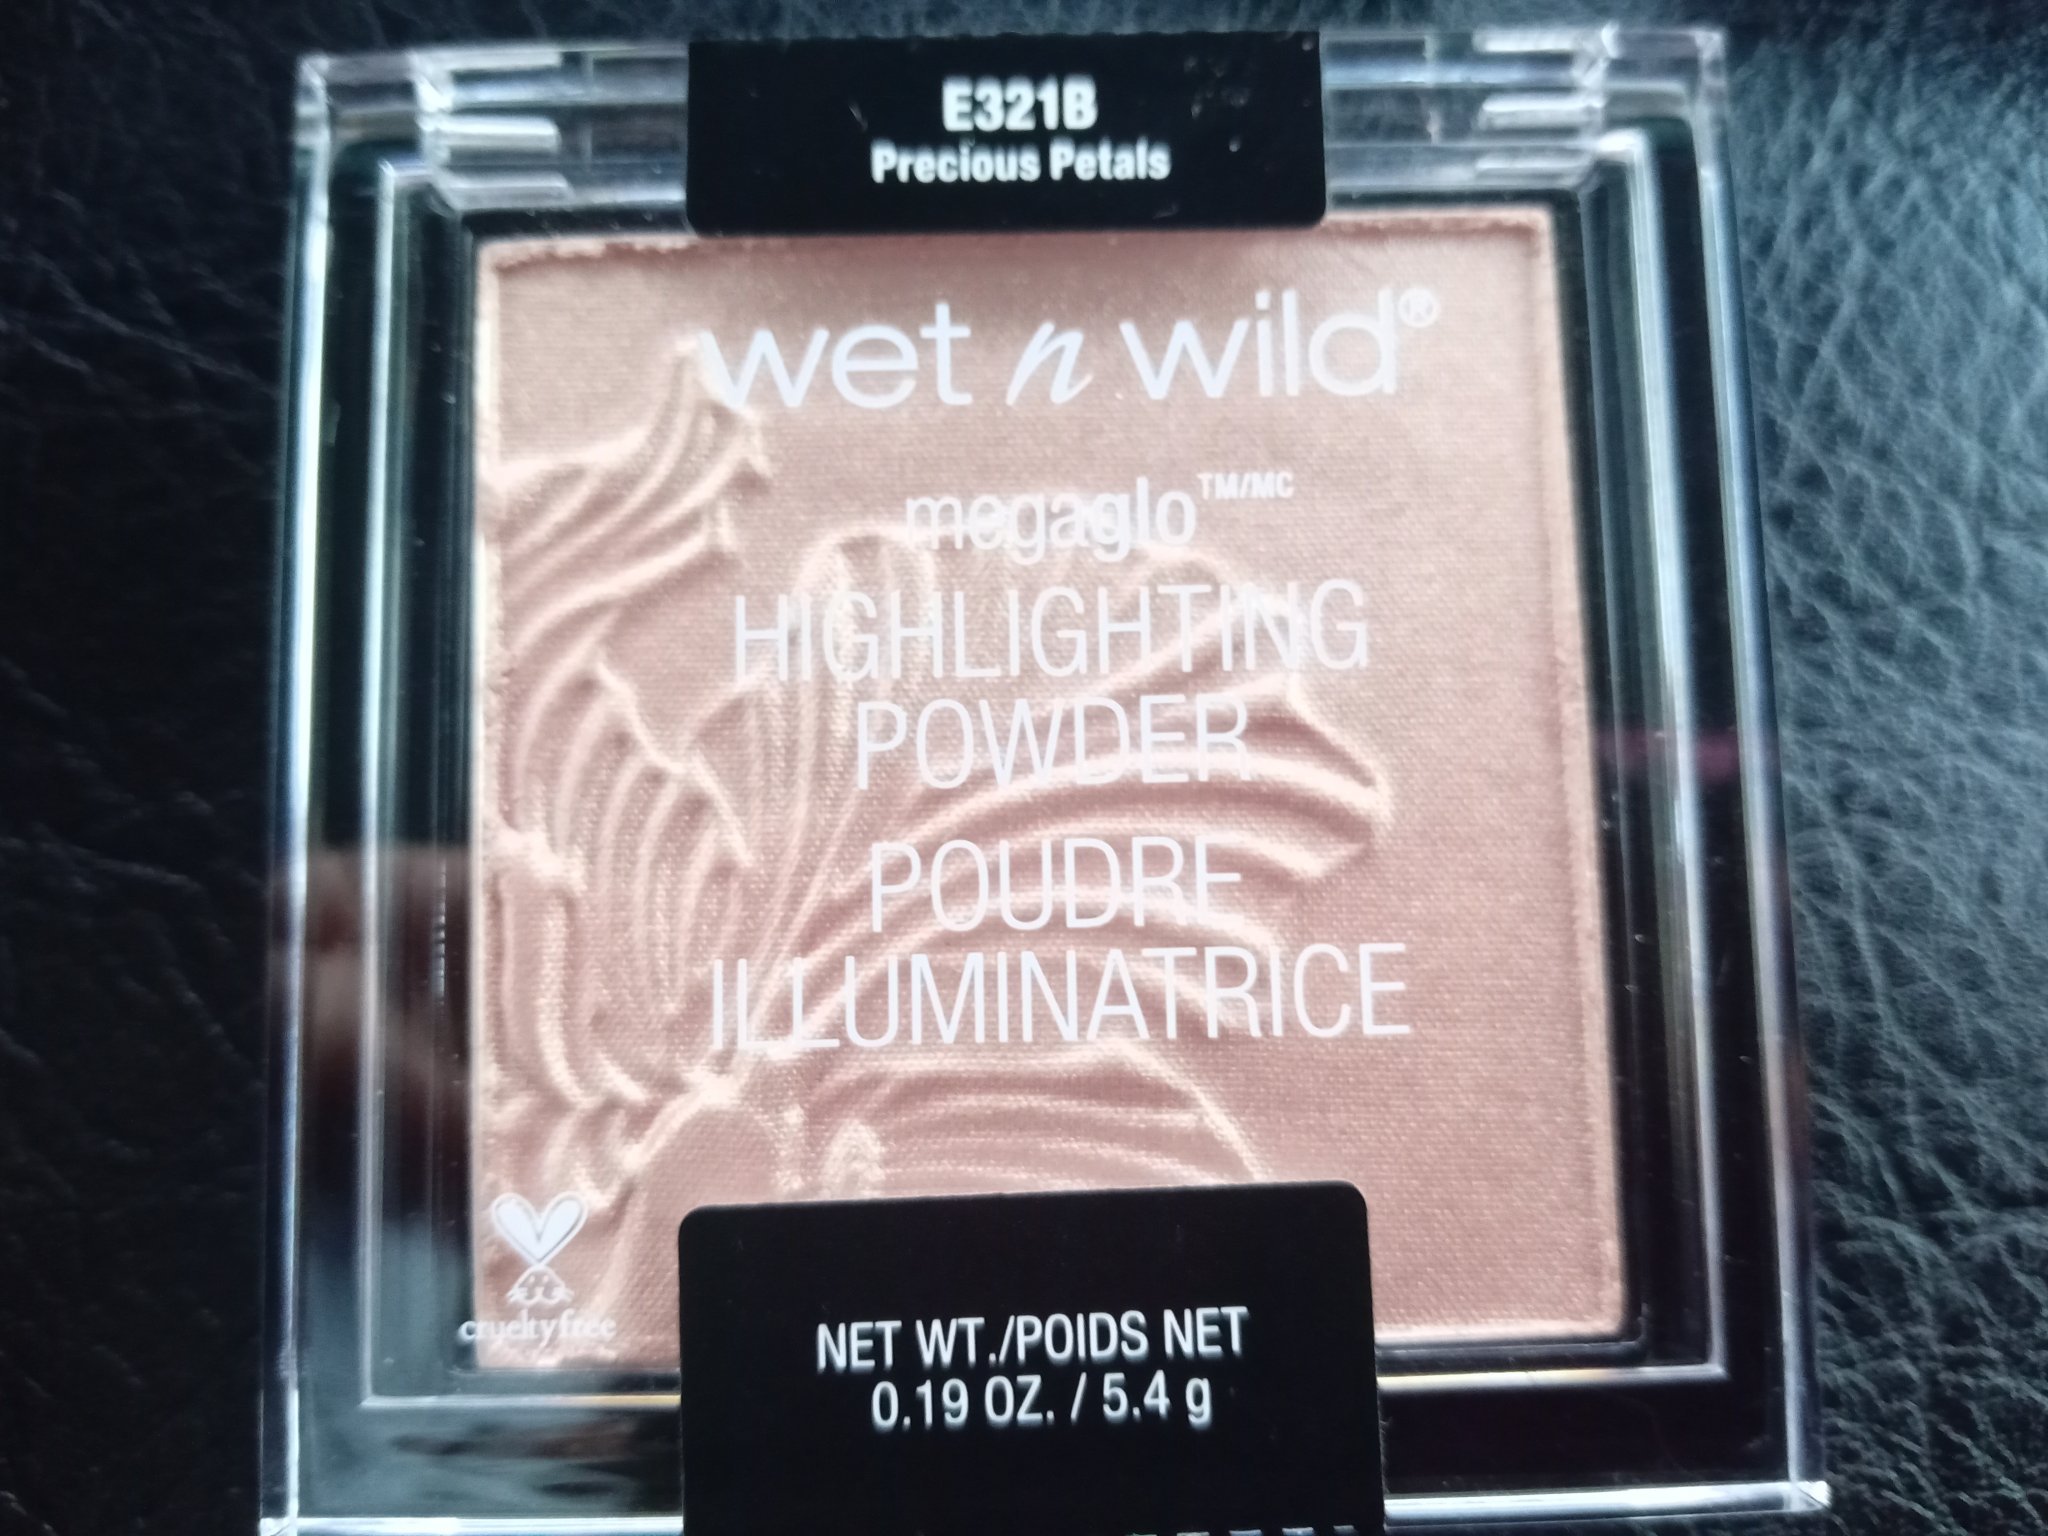 E321B
Precious Petals
wet n wild®
megaglo™/MC
HIGHLIGHTING
POWDER
POUDRE
ILLUMINATRICE
cruelty free
NET WT./POIDS NET
0.19 OZ. / 5.4 g